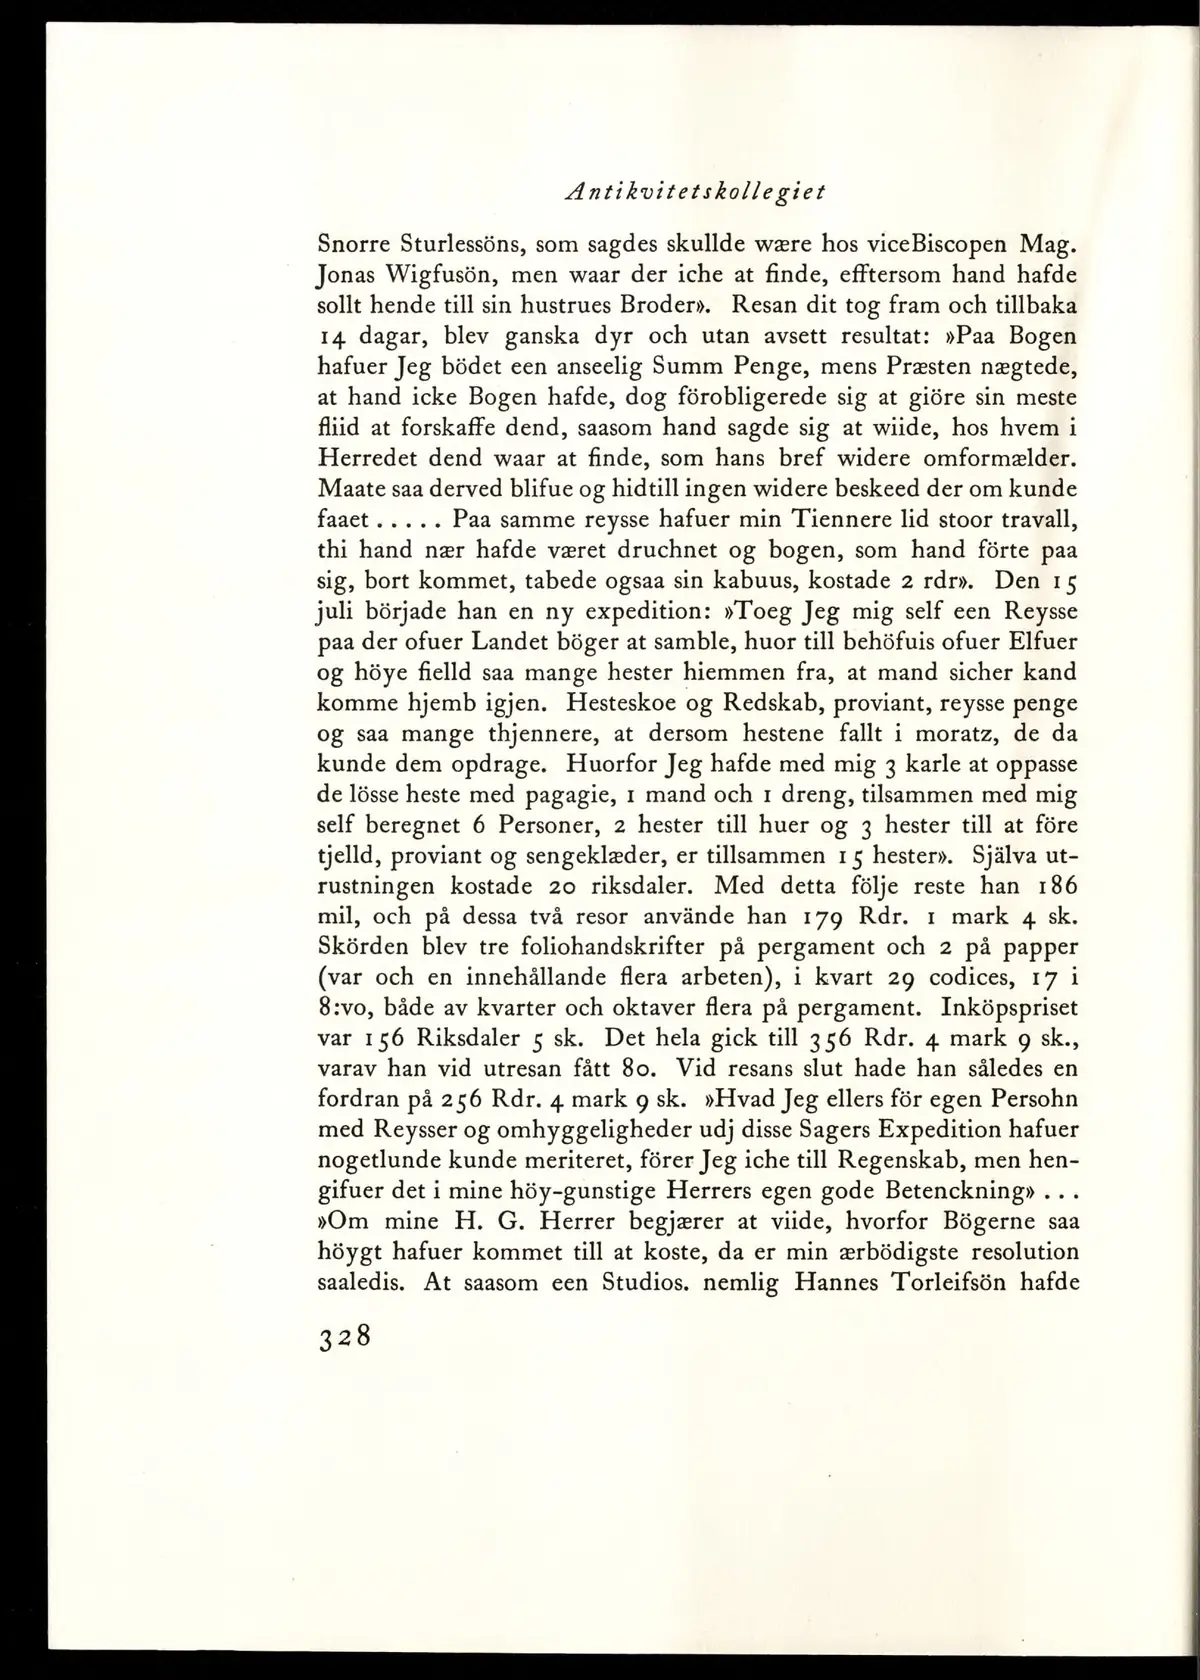 Antikvitetskollegiet
Snorre Sturlessöns, som sagdes skullde wære hos viceBiscopen Mag.
Jonas Wigfusön, men waar der iche at finde, efftersom hand hafde
sollt hende till sin hustrues Broder». Resan dit tog fram och tillbaka
14 dagar, blev ganska dyr och utan avsett resultat: »Paa Bogen
hafuer Jeg bödet een anseelig Summ Penge, mens Præsten nægtede,
at hand icke Bogen hafde, dog förobligerede sig at giöre sin meste
fliid at forskaffe dend, saasom hand sagde sig at wiide, hos hvem i
Herredet dend waar at finde, som hans bref widere omformælder.
Maate saa derved blifue og hidtill ingen widere beskeed der om kunde
faaet ..... Paa samme reysse hafuer min Tiennere lid stoor travall,
thi hand nær hafde været druchnet og bogen, som hand förte paa
sig, bort kommet, tabede ogsaa sin kabuus, kostade 2 rdr». Den 15
juli började han en ny expedition: »Toeg Jeg mig self een Reysse
paa der ofuer Landet böger at samble, huor till behöfuis ofuer Elfuer
og höye fielld saa mange hester hiemmen fra, at mand sicher kand
komme hjemb igjen. Hesteskoe og Redskab, proviant, reysse penge
og saa mange thjennere, at dersom hestene fallt i moratz, de da
kunde dem opdrage. Huorfor Jeg hafde med mig 3 karle at oppasse
de lösse heste med pagagie, 1 mand och 1 dreng, tilsammen med mig
self beregnet 6 Personer, 2 hester till huer og 3 hester till at före
tjelld, proviant og sengeklæder, er tillsammen 15 hester». Själva ut-
rustningen kostade 20 riksdaler. Med detta följe reste han 186
mil, och på dessa två resor använde han 179 Rdr. 1 mark 4 sk.
Skörden blev tre foliohandskrifter på pergament och 2 på papper
(var och en innehållande flera arbeten), i kvart 29 codices, 17 i
8:vo, både av kvarter och oktaver flera på pergament. Inköpspriset
var 156 Riksdaler 5 sk. Det hela gick till 356 Rdr. 4 mark 9 sk.,
varav han vid utresan fått 80. Vid resans slut hade han således en
fordran på 256 Rdr. 4 mark 9 sk. »Hvad Jeg ellers för egen Persohn
med Reysser og omhyggeligheder udj disse Sagers Expedition hafuer
nogetlunde kunde meriteret, förer Jeg iche till Regenskab, men hen-
gifuer det i mine höy-gunstige Herrers egen gode Betenckning» ...
»Om mine H. G. Herrer begjærer at viide, hvorfor Bögerne saa
höygt hafuer kommet till at koste, da er min ærbödigste resolution
saaledis. At saasom een Studios. nemlig Hannes Torleifsön hafde
328